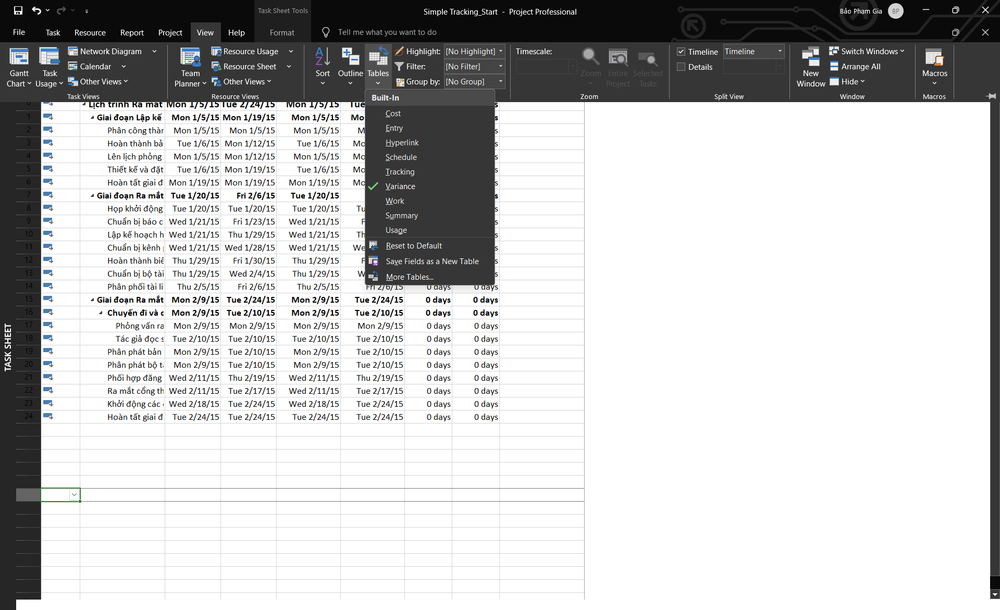 Task Sheet Tools
Simple Tracking_Start - Project Professional
Bảo Phạm Gia BP
File Task Resource Report Project View Help Format Tell me what you want to do
Gantt Chart
Task Usage
Network Diagram
Calendar
Other Views
Task Views
Team Planner
Resource Usage
Resource Sheet
Other Views
Resource Views
Sort
Outline
Tables
Highlight: [No Highlight]
Filter: [No Filter]
Group by: [No Group]
Timescale:
Zoom
Entire Project
Selected Tasks
Zoom
Timeline Timeline
Details
Split View
New Window
Switch Windows
Arrange All
Hide
Window
Macros
Macros
Built-In
Cost
Entry
Hyperlink
Schedule
Tracking
Variance
Work
Summary
Usage
Reset to Default
Save Fields as a New Table
More Tables...
TASK SHEET
0 Lịch trình Ra mắt Mon 1/5/15 Tue 2/24/15 Mon 1/5/15 Tue
1 Giai đoạn Lập kế Mon 1/5/15 Mon 1/19/15 Mon 1/5/15 Mo s
2 Phân công thàn Mon 1/5/15 Mon 1/5/15 Mon 1/5/15 M s
3 Hoàn thành bả Tue 1/6/15 Mon 1/12/15 Tue 1/6/15 Mo s
4 Lên lịch phỏng Mon 1/5/15 Mon 1/12/15 Mon 1/5/15 Mo s
5 Thiết kế và đặt Tue 1/6/15 Mon 1/19/15 Tue 1/6/15 Mo s
6 Hoàn tất giai đ Mon 1/19/15 Mon 1/19/15 Mon 1/19/15 Mo s
7 Giai đoạn Ra mắt Tue 1/20/15 Fri 2/6/15 Tue 1/20/15 s
8 Họp khởi động Tue 1/20/15 Tue 1/20/15 Tue 1/20/15 Tu s
9 Chuẩn bị báo c Wed 1/21/15 Fri 1/23/15 Wed 1/21/15 F s
10 Lập kế hoạch h Wed 1/21/15 Thu 1/29/15 Wed 1/21/15 Th s
11 Chuẩn bị kênh Wed 1/21/15 Wed 1/28/15 Wed 1/21/15 We s
12 Hoàn thành biể Thu 1/29/15 Fri 1/30/15 Thu 1/29/15 F s
13 Chuẩn bị bộ tài Thu 1/29/15 Wed 2/4/15 Thu 1/29/15 W s
14 Phân phối tài li Thu 2/5/15 Fri 2/6/15 Thu 2/5/15 Fri 2/6/15 0 days 0 days
15 Giai đoạn Ra mắt Mon 2/9/15 Tue 2/24/15 Mon 2/9/15 Tue 2/24/15 0 days 0 days
16 Chuyến đi và c Mon 2/9/15 Tue 2/10/15 Mon 2/9/15 Tue 2/10/15 0 days 0 days
17 Phỏng vấn ra Mon 2/9/15 Mon 2/9/15 Mon 2/9/15 Mon 2/9/15 0 days 0 days
18 Tác giả đọc s Tue 2/10/15 Tue 2/10/15 Tue 2/10/15 Tue 2/10/15 0 days 0 days
19 Phân phát bản Mon 2/9/15 Tue 2/10/15 Mon 2/9/15 Tue 2/10/15 0 days 0 days
20 Phân phát bộ tà Mon 2/9/15 Tue 2/10/15 Mon 2/9/15 Tue 2/10/15 0 days 0 days
21 Phối hợp đăng Wed 2/11/15 Thu 2/19/15 Wed 2/11/15 Thu 2/19/15 0 days 0 days
22 Ra mắt cổng th Wed 2/11/15 Tue 2/17/15 Wed 2/11/15 Tue 2/17/15 0 days 0 days
23 Khởi động các Wed 2/18/15 Tue 2/24/15 Wed 2/18/15 Tue 2/24/15 0 days 0 days
24 Hoàn tất giai đ Tue 2/24/15 Tue 2/24/15 Tue 2/24/15 Tue 2/24/15 0 days 0 days